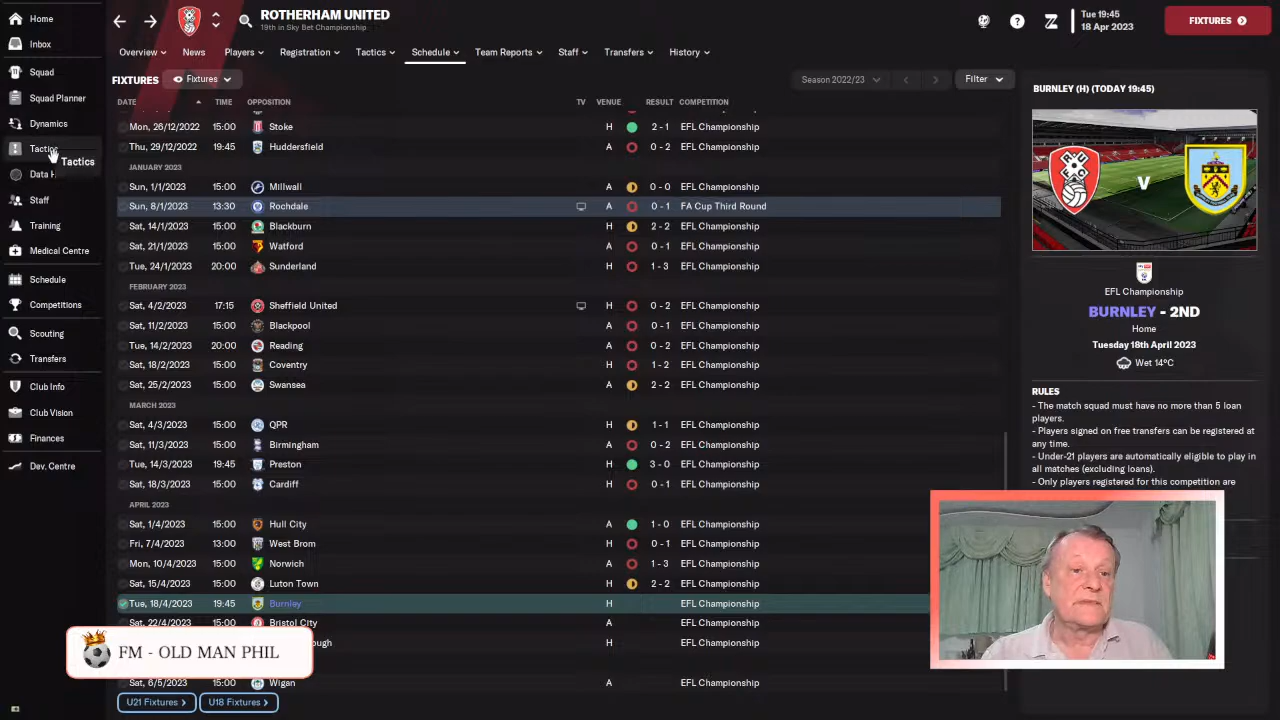 Home
Inbox
Squad
Squad Planner
Dynamics
Tactics
Tactics
Data H
Staff
Training
Medical Centre
Schedule
Competitions
Scouting
Transfers
Club Info
Club Vision
Finances
Dev. Centre
ROTHERHAM UNITED
19th in Sky Bet Championship
Tue 19:45
18 Apr 2023
FIXTURES
Overview News Players Registration Tactics Schedule Team Reports Staff Transfers History
FIXTURES Fixtures Season 2022/23 Filter
DATE TIME OPPOSITION TV VENUE RESULT COMPETITION
Mon, 26/12/2022 15:00 Stoke H 2 - 1 EFL Championship
Thu, 29/12/2022 19:45 Huddersfield A 0 - 2 EFL Championship
JANUARY 2023
Sun, 1/1/2023 15:00 Millwall A 0 - 0 EFL Championship
Sun, 8/1/2023 13:30 Rochdale A 0 - 1 FA Cup Third Round
Sat, 14/1/2023 15:00 Blackburn H 2 - 2 EFL Championship
Sat, 21/1/2023 15:00 Watford A 0 - 1 EFL Championship
Tue, 24/1/2023 20:00 Sunderland H 1 - 3 EFL Championship
FEBRUARY 2023
Sat, 4/2/2023 17:15 Sheffield United H 0 - 2 EFL Championship
Sat, 11/2/2023 15:00 Blackpool A 0 - 1 EFL Championship
Tue, 14/2/2023 20:00 Reading A 0 - 2 EFL Championship
Sat, 18/2/2023 15:00 Coventry H 1 - 2 EFL Championship
Sat, 25/2/2023 15:00 Swansea A 2 - 2 EFL Championship
MARCH 2023
Sat, 4/3/2023 15:00 QPR H 1 - 1 EFL Championship
Sat, 11/3/2023 15:00 Birmingham A 0 - 2 EFL Championship
Tue, 14/3/2023 19:45 Preston H 3 - 0 EFL Championship
Sat, 18/3/2023 15:00 Cardiff H 0 - 1 EFL Championship
APRIL 2023
Sat, 1/4/2023 15:00 Hull City A 1 - 0 EFL Championship
Fri, 7/4/2023 13:00 West Brom H 0 - 1 EFL Championship
Mon, 10/4/2023 15:00 Norwich A 1 - 3 EFL Championship
Sat, 15/4/2023 15:00 Luton Town H 2 - 2 EFL Championship
Tue, 18/4/2023 19:45 Burnley H EFL Championship
Sat, 22/4/2023 15:00 Bristol City A EFL Championship
ough H EFL Championship
Sat, 6/5/2023 15:00 Wigan A EFL Championship
U21 Fixtures U18 Fixtures
FM - OLD MAN PHIL
BURNLEY (H) (TODAY 19:45)
V
EFL Championship
BURNLEY - 2ND
Home
Tuesday 18th April 2023
Wet 14°C
RULES
- The match squad must have no more than 5 loan
players.
- Players signed on free transfers can be registered at
any time.
- Under-21 players are automatically eligible to play in
all matches (excluding loans).
- Only players registered for this competition are